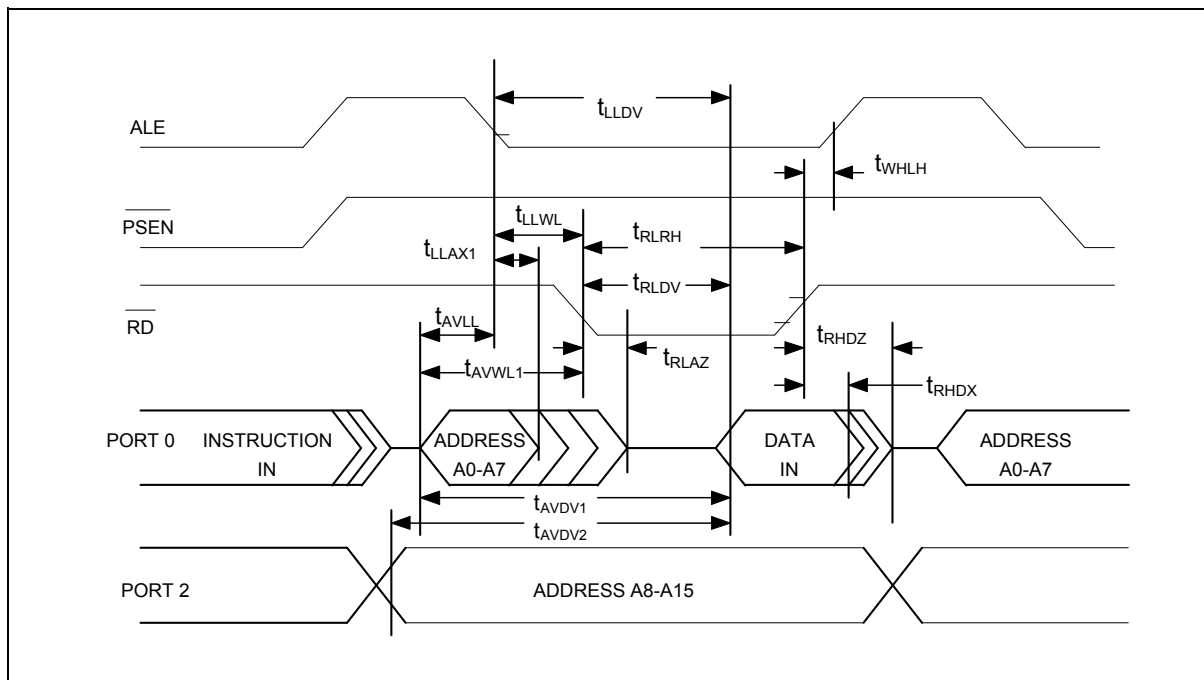 tLLDV
ALE
tWHLH
tLLWL
PSEN
tRLRH
tLLAX1
tRLDV
RD
tAVLL
tRHDZ
tRLAZ
tAVWL1
tRHDX
PORT 0
INSTRUCTION
IN
ADDRESS
A0-A7
DATA
IN
ADDRESS
A0-A7
tAVDV1
tAVDV2
PORT 2
ADDRESS A8-A15